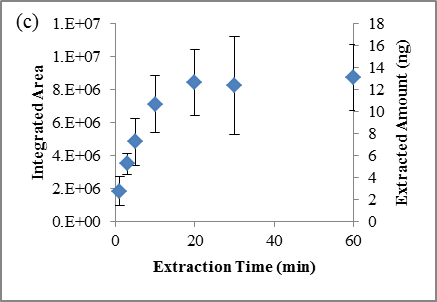 (c)
Integrated Area
1.E+07
1.E+07
8.E+06
6.E+06
4.E+06
2.E+06
0.E+00
18
16
14
12
10
8
6
4
2
0
Extracted Amount (ng)
0 20 40 60
Extraction Time (min)